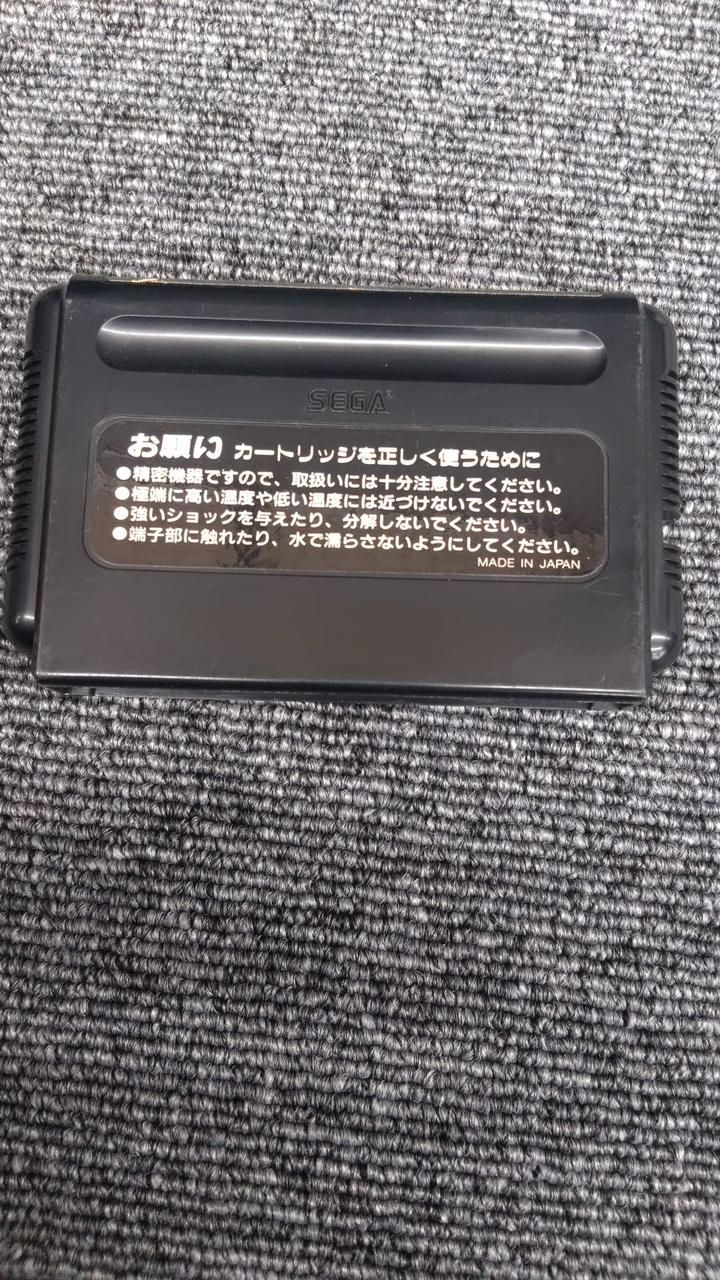 SEGA
お願い カートリッジを正しく使うために
●精密機器ですので、取扱いには十分注意してください。
●極端に高い温度や低い温度には近づけないでください。
●強いショックを与えたり、分解しないでください。
●端子部に触れたり、水で濡らさないようにしてください。
MADE IN JAPAN